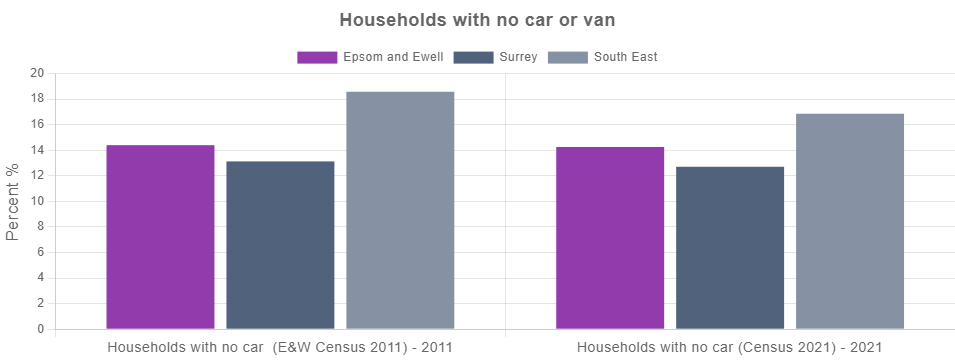 Households with no car or van
Epsom and Ewell Surrey South East
Percent %
20
18
16
14
12
10
8
6
4
2
0
Households with no car  (E&W Census 2011) - 2011
Households with no car (Census 2021) - 2021